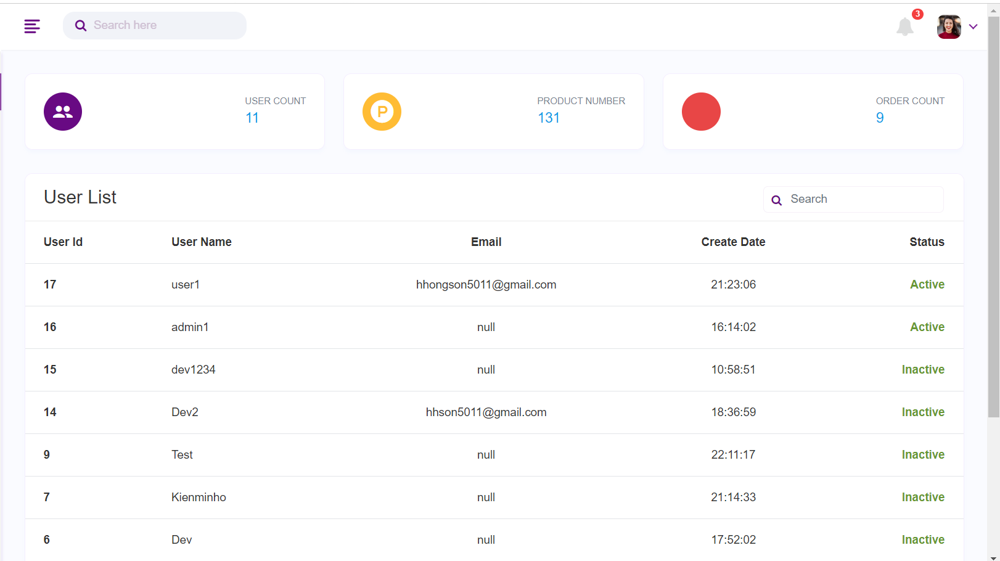 Search here
3
USER COUNT
11
P
PRODUCT NUMBER
131
ORDER COUNT
9
User List
Search
User Id User Name Email Create Date Status
17 user1 hhongson5011@gmail.com 21:23:06 Active
16 admin1 null 16:14:02 Active
15 dev1234 null 10:58:51 Inactive
14 Dev2 hhson5011@gmail.com 18:36:59 Inactive
9 Test null 22:11:17 Inactive
7 Kienminho null 21:14:33 Inactive
6 Dev null 17:52:02 Inactive